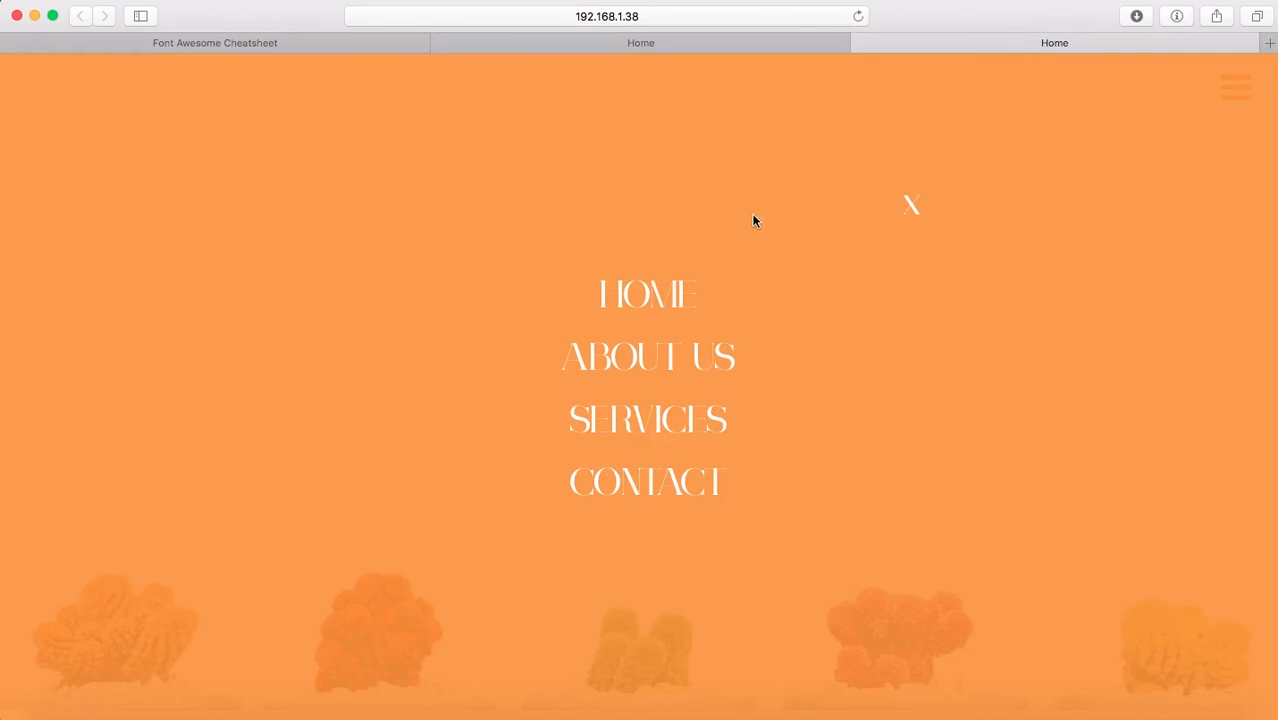 192.168.1.38
Font Awesome Cheatsheet
Home
Home
X
HOME
ABOUT US
SERVICES
CONTACT